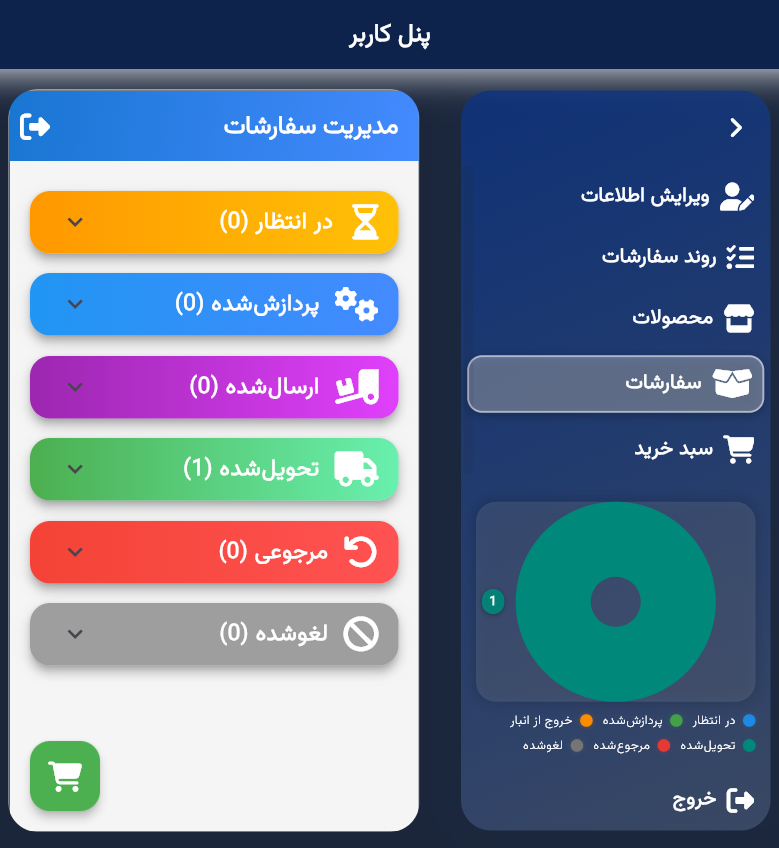 پنل کاربر
ویرایش اطلاعات
روند سفارشات
محصولات
سفارشات
سبد خرید
1
در انتظار پردازش‌شده خروج از انبار
تحویل‌شده مرجوع‌شده لغوشده
خروج
مدیریت سفارشات
در انتظار (0)
پردازش‌شده (0)
ارسال‌شده (0)
تحویل‌شده (1)
مرجوعی (0)
لغوشده (0)